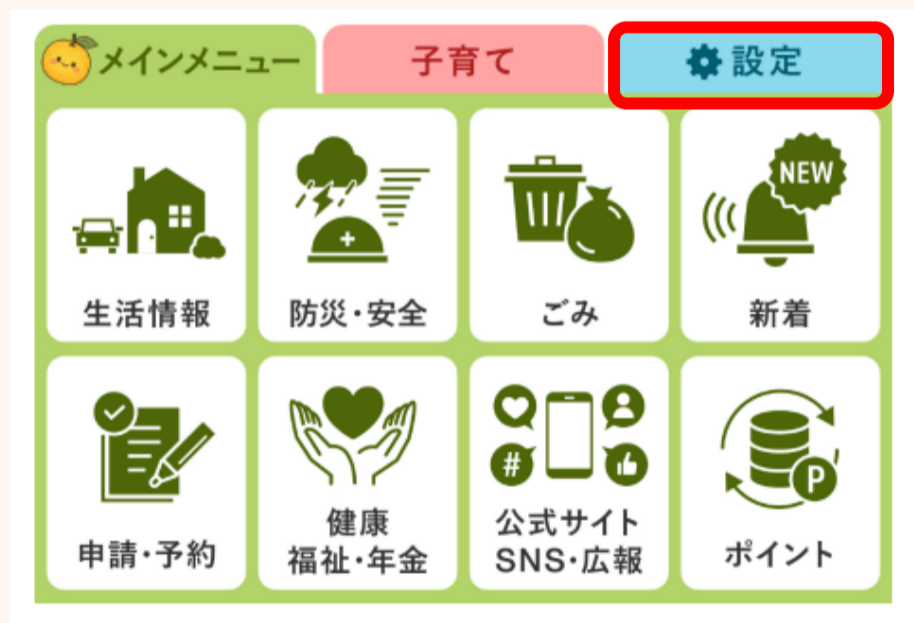 メインメニュー
子育て
設定
生活情報
防災・安全
ごみ
NEW
新着
申請・予約
健康
福祉・年金
#
公式サイト
SNS・広報
P
ポイント